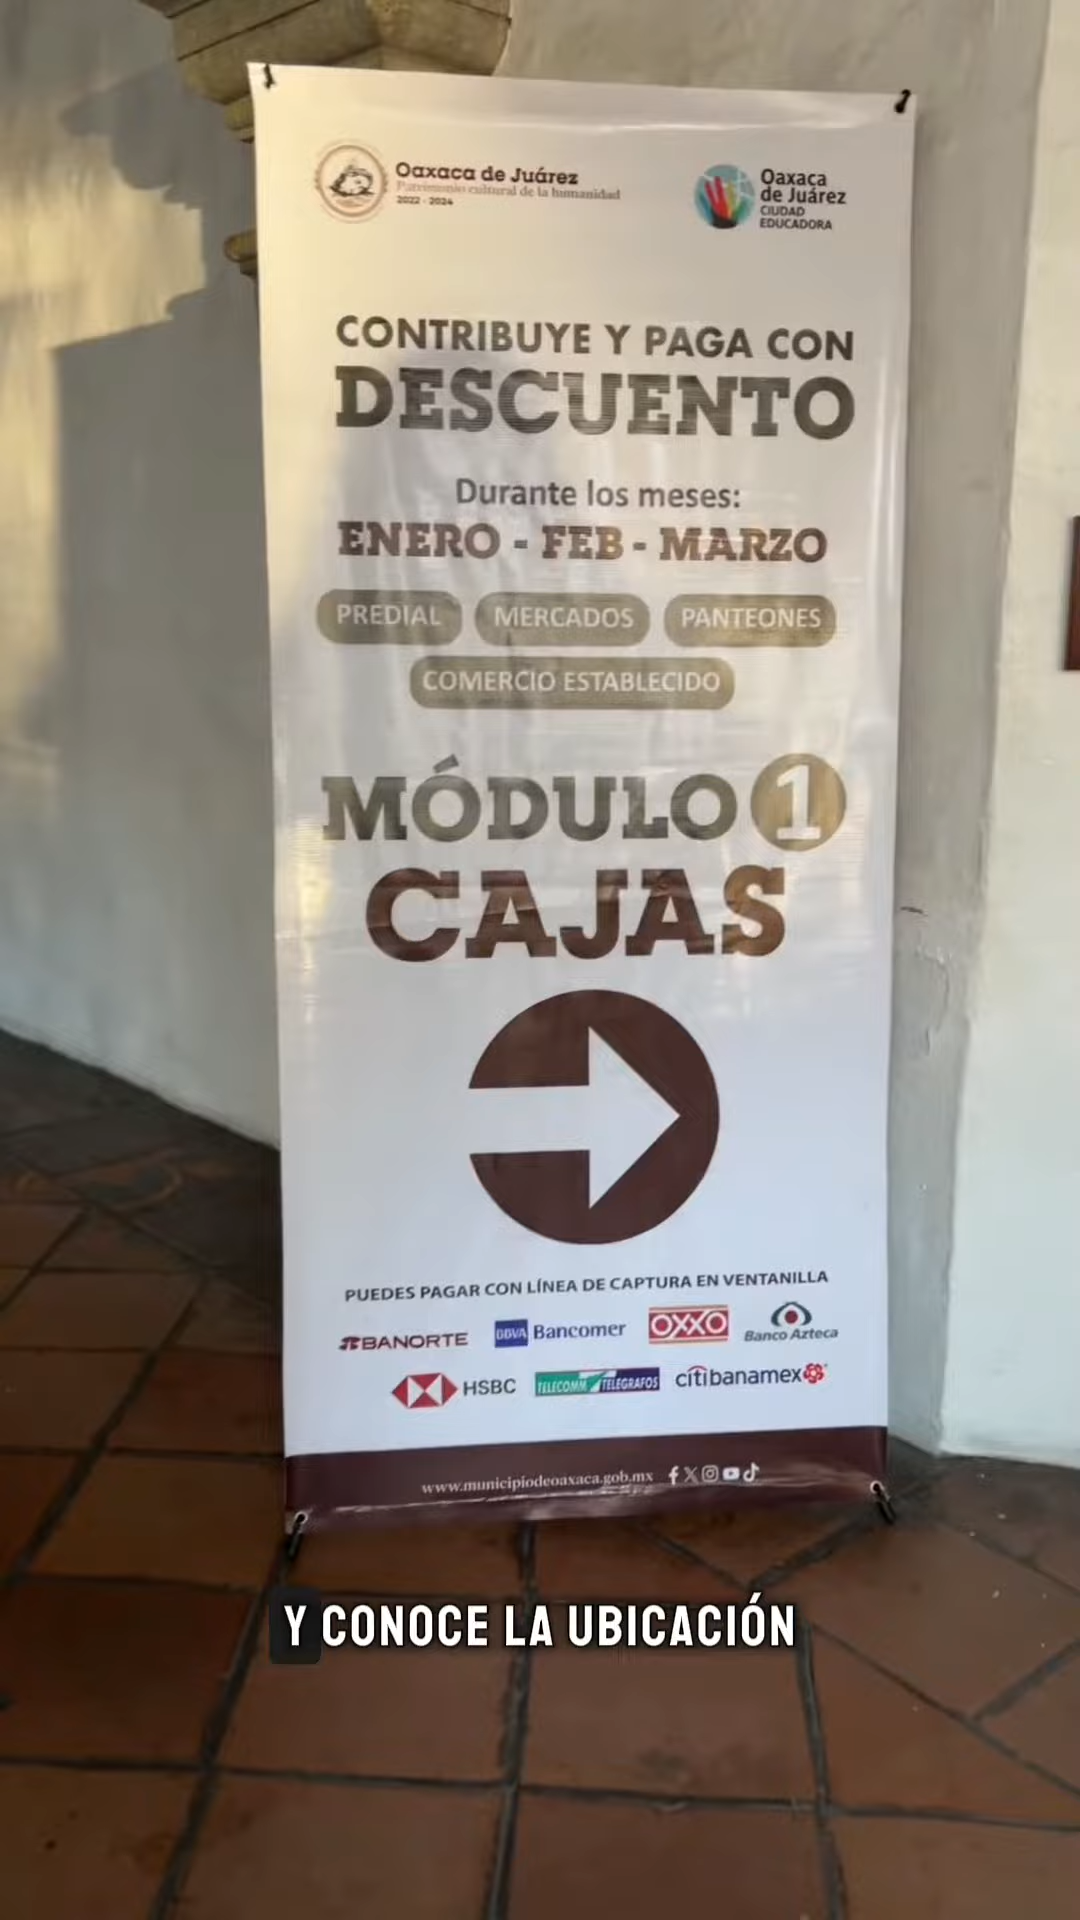 Oaxaca de Juárez
Patrimonio cultural de la humanidad
2022 - 2024
Oaxaca
de Juárez
CIUDAD
EDUCADORA
CONTRIBUYE Y PAGA CON
DESCUENTO
Durante los meses:
ENERO - FEB - MARZO
PREDIAL MERCADOS PANTEONES
COMERCIO ESTABLECIDO
MÓDULO 1
CAJAS
PUEDES PAGAR CON LÍNEA DE CAPTURA EN VENTANILLA
BANORTE BBVA Bancomer OXXO Banco Azteca
HSBC TELECOMM TELEGRAFOS citibanamex
www.municipiodeoaxaca.gob.mx
Y CONOCE LA UBICACIÓN